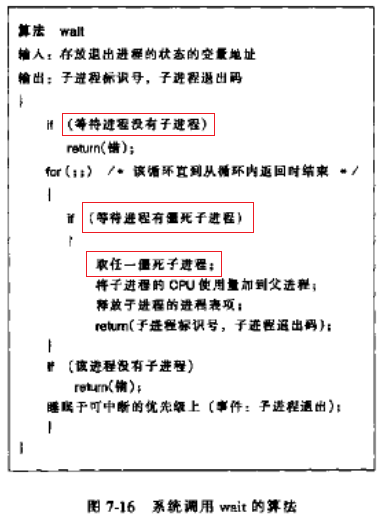 算法 wait
输入：存放退出进程的状态的变量地址
输出：子进程标识号，子进程退出码
{
if (等待进程没有子进程)
return(错)；
for(；；) /* 该循环直到从循环内返回时结束 */
{
if (等待进程有僵死子进程)
{
取任一僵死子进程；
将子进程的 CPU 使用量加到父进程；
释放子进程的进程表项；
return(子进程标识号，子进程退出码)；
}
if (该进程没有子进程)
return(错)；
睡眠于可中断的优先级上(事件：子进程退出)；
}
}
图 7-16 系统调用 wait 的算法